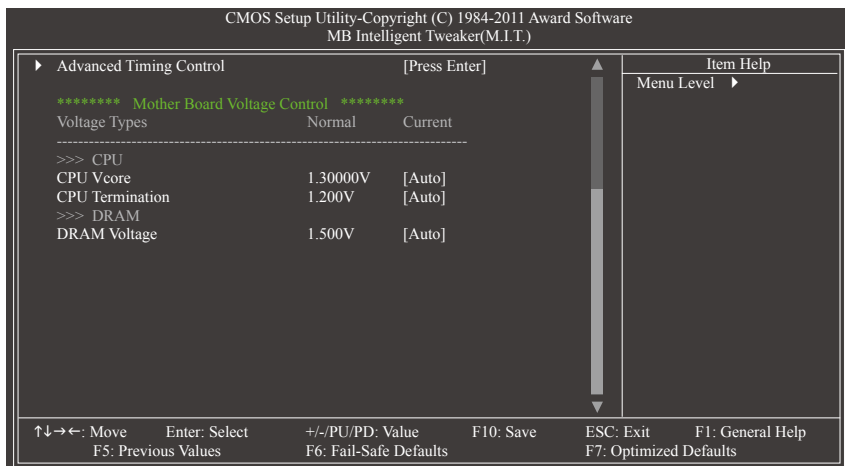 CMOS Setup Utility-Copyright (C) 1984-2011 Award Software
MB Intelligent Tweaker(M.I.T.)
Advanced Timing Control [Press Enter]
******** Mother Board Voltage Control ********
Voltage Types Normal Current
--------------------------------------------------------------------------------
>>> CPU
CPU Vcore 1.30000V [Auto]
CPU Termination 1.200V [Auto]
>>> DRAM
DRAM Voltage 1.500V [Auto]
Item Help
Menu Level
↑↓→←: Move Enter: Select +/-/PU/PD: Value F10: Save ESC: Exit F1: General Help
F5: Previous Values F6: Fail-Safe Defaults F7: Optimized Defaults